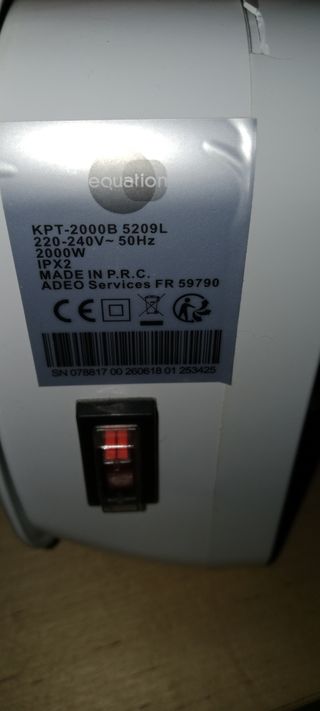 equation
KPT-2000B 5209L
220-240V~ 50Hz
2000W
IPX2
MADE IN P.R.C.
ADEO Services FR 59790
CE
SN 078817 00 260618 01 253425